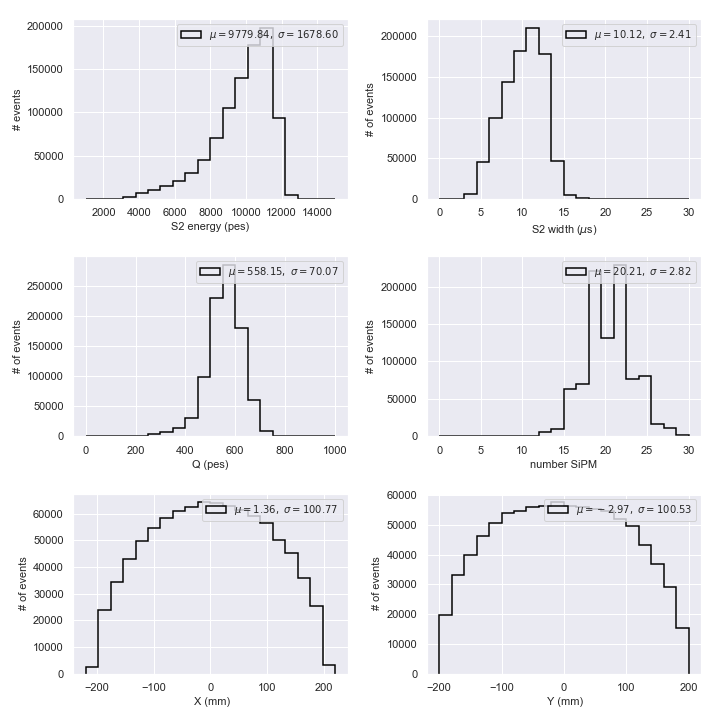 μ = 9779.84, σ = 1678.60
# events
200000
150000
100000
50000
0
2000 4000 6000 8000 10000 12000 14000
S2 energy (pes)
μ = 10.12, σ = 2.41
# of events
200000
150000
100000
50000
0
0 5 10 15 20 25 30
S2 width (μs)
μ = 558.15, σ = 70.07
# of events
250000
200000
150000
100000
50000
0
0 200 400 600 800 1000
Q (pes)
μ = 20.21, σ = 2.82
# of events
200000
150000
100000
50000
0
0 5 10 15 20 25 30
number SiPM
μ = 1.36, σ = 100.77
# of events
60000
50000
40000
30000
20000
10000
0
−200 −100 0 100 200
X (mm)
μ = −2.97, σ = 100.53
# of events
60000
50000
40000
30000
20000
10000
0
−200 −100 0 100 200
Y (mm)